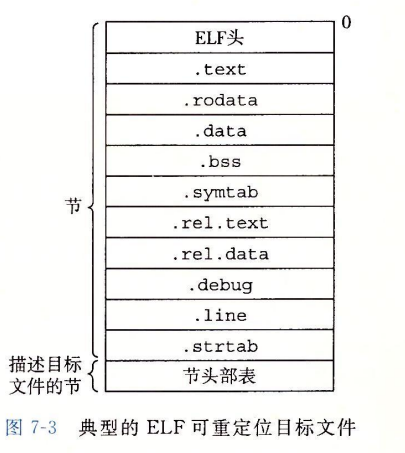 0
ELF头
.text
.rodata
.data
.bss
.symtab
.rel.text
.rel.data
.debug
.line
.strtab
节
节头部表
描述目标
文件的节
图 7-3 典型的 ELF 可重定位目标文件